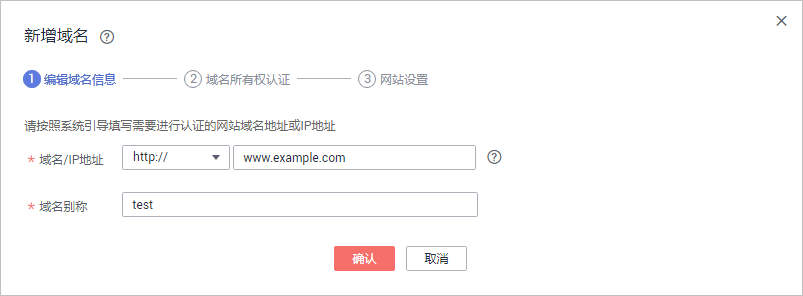 新增域名 ?
1 编辑域名信息 2 域名所有权认证 3 网站设置
请按照系统引导填写需要进行认证的网站域名地址或IP地址
* 域名/IP地址 http:// www.example.com ?
* 域名别称 test
确认 取消